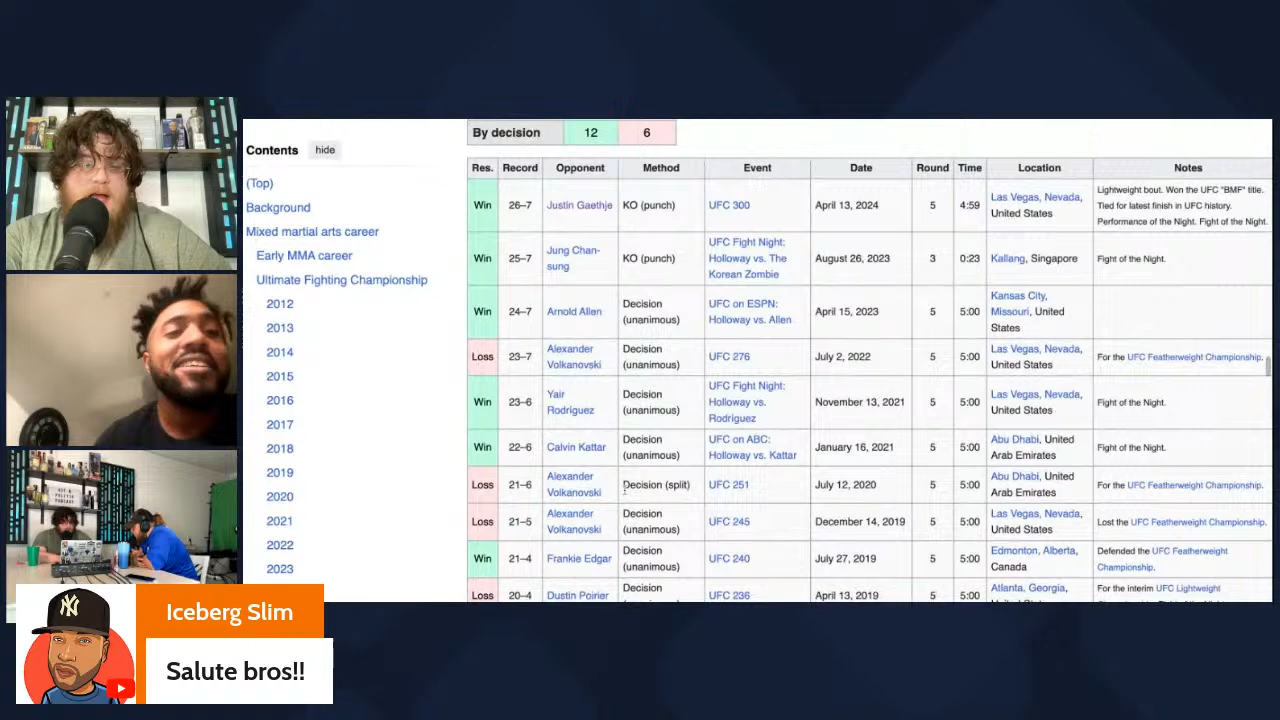 By decision 12 6
Contents hide
(Top)
Background
Mixed martial arts career
Early MMA career
Ultimate Fighting Championship
2012
2013
2014
2015
2016
2017
2018
2019
2020
2021
2022
2023
Res. Record Opponent Method Event Date Round Time Location Notes
Win 26–7 Justin Gaethje KO (punch) UFC 300 April 13, 2024 5 4:59 Las Vegas, Nevada,
United States
Lightweight bout. Won the UFC "BMF" title.
Tied for latest finish in UFC history.
Performance of the Night. Fight of the Night.
Win 25–7 Jung Chan-
sung
KO (punch) UFC Fight Night:
Holloway vs. The
Korean Zombie
August 26, 2023 3 0:23 Kallang, Singapore Fight of the Night.
Win 24–7 Arnold Allen Decision
(unanimous)
UFC on ESPN:
Holloway vs. Allen
April 15, 2023 5 5:00 Kansas City,
Missouri, United
States
Loss 23–7 Alexander
Volkanovski
Decision
(unanimous)
UFC 276 July 2, 2022 5 5:00 Las Vegas, Nevada,
United States
For the UFC Featherweight Championship.
Win 23–6 Yair
Rodríguez
Decision
(unanimous)
UFC Fight Night:
Holloway vs.
Rodríguez
November 13, 2021 5 5:00 Las Vegas, Nevada,
United States
Fight of the Night.
Win 22–6 Calvin Kattar Decision
(unanimous)
UFC on ABC:
Holloway vs. Kattar
January 16, 2021 5 5:00 Abu Dhabi, United
Arab Emirates
Fight of the Night.
Loss 21–6 Alexander
Volkanovski
Decision (split) UFC 251 July 12, 2020 5 5:00 Abu Dhabi, United
Arab Emirates
For the UFC Featherweight Championship.
Loss 21–5 Alexander
Volkanovski
Decision
(unanimous)
UFC 245 December 14, 2019 5 5:00 Las Vegas, Nevada,
United States
Lost the UFC Featherweight Championship.
Win 21–4 Frankie Edgar Decision
(unanimous)
UFC 240 July 27, 2019 5 5:00 Edmonton, Alberta,
Canada
Defended the UFC Featherweight
Championship.
Loss 20–4 Dustin Poirier Decision
UFC 236 April 13, 2019 5 5:00 Atlanta, Georgia,
For the interim UFC Lightweight
Iceberg Slim
Salute bros!!